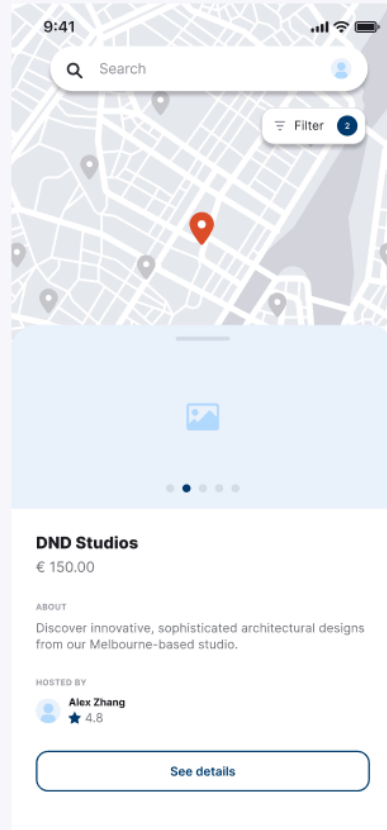 9:41
Search
Filter 2
DND Studios
€ 150.00
ABOUT
Discover innovative, sophisticated architectural designs
from our Melbourne-based studio.
HOSTED BY
Alex Zhang
4.8
See details